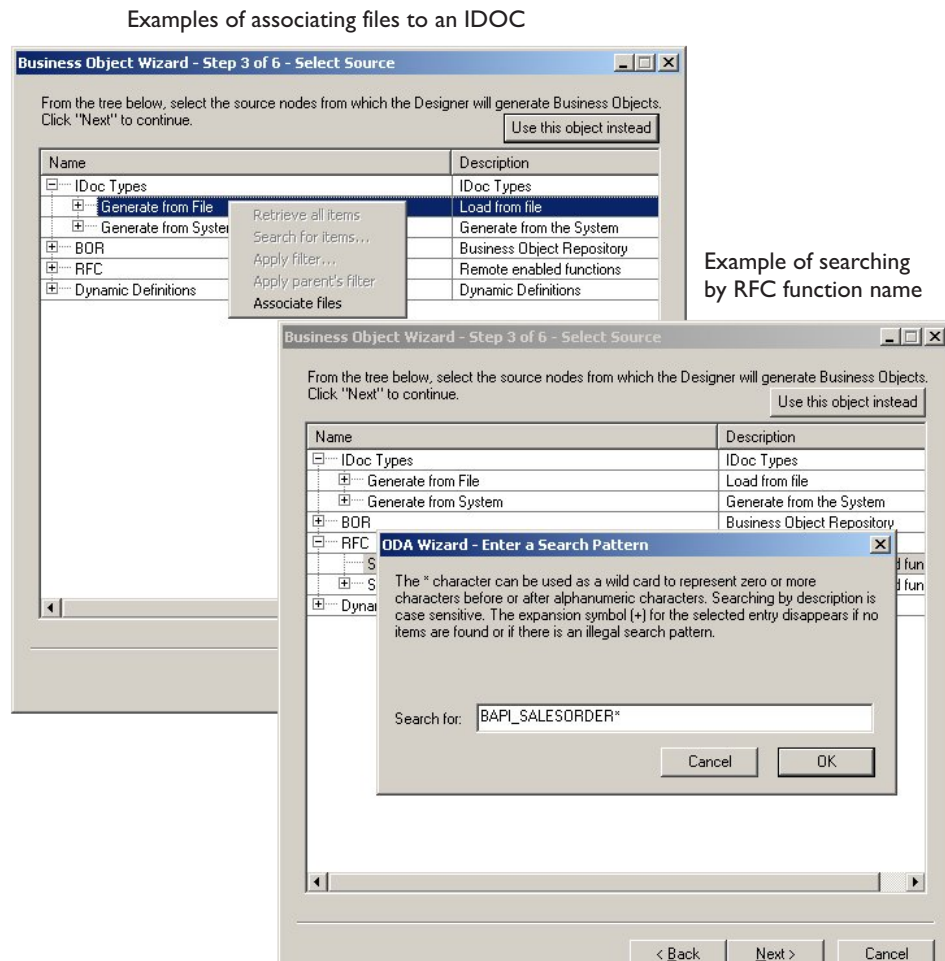 Examples of associating files to an IDOC
Business Object Wizard - Step 3 of 6 - Select Source
From the tree below, select the source nodes from which the Designer will generate Business Objects.
Click "Next" to continue.
Use this object instead
Name Description
IDoc Types IDoc Types
Generate from File Load from file
Generate from System Generate from the System
BOR Business Object Repository
RFC Remote enabled functions
Dynamic Definitions Dynamic Definitions
Retrieve all items
Search for items...
Apply filter...
Apply parent's filter
Associate files
Example of searching
by RFC function name
Business Object Wizard - Step 3 of 6 - Select Source
From the tree below, select the source nodes from which the Designer will generate Business Objects.
Click "Next" to continue.
Use this object instead
Name Description
IDoc Types IDoc Types
Generate from File Load from file
Generate from System Generate from the System
BOR Business Object Repository
RFC
S d fun
S d fun
Dynar
ODA Wizard - Enter a Search Pattern
The * character can be used as a wild card to represent zero or more
characters before or after alphanumeric characters. Searching by description is
case sensitive. The expansion symbol (+) for the selected entry disappears if no
items are found or if there is an illegal search pattern.
Search for: BAPI_SALESORDER*
Cancel OK
< Back Next > Cancel